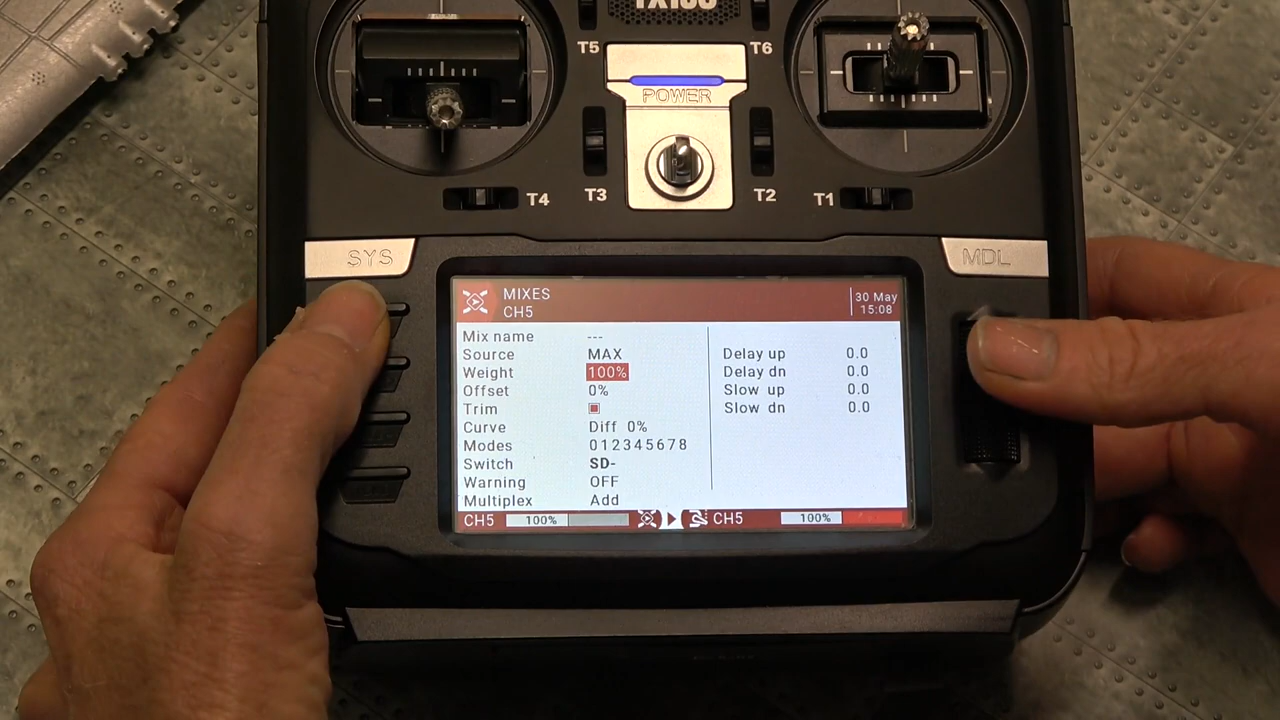 TX16S
T5
T6
POWER
T4
T3
T2
T1
SYS
MDL
MIXES
CH5
30 May
15:08
Mix name ---
Source MAX
Weight 100%
Offset 0%
Trim
Curve Diff 0%
Modes 012345678
Switch SD-
Warning OFF
Multiplex Add
Delay up 0.0
Delay dn 0.0
Slow up 0.0
Slow dn 0.0
CH5 100%
CH5 100%